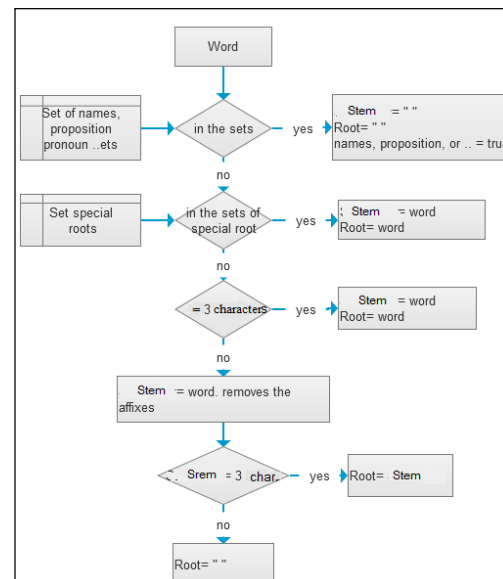 Word
Set of names,
proposition
pronoun ..ets
in the sets
yes
Stem = " "
Root= " "
names, proposition, or .. = true
no
Set special
roots
in the sets of
special root
yes
Stem = word
Root= word
no
= 3 characters
yes
Stem = word
Root= word
no
Stem = word. removes the
affixes
Srem = 3 char.
yes
Root= Stem
no
Root= " "